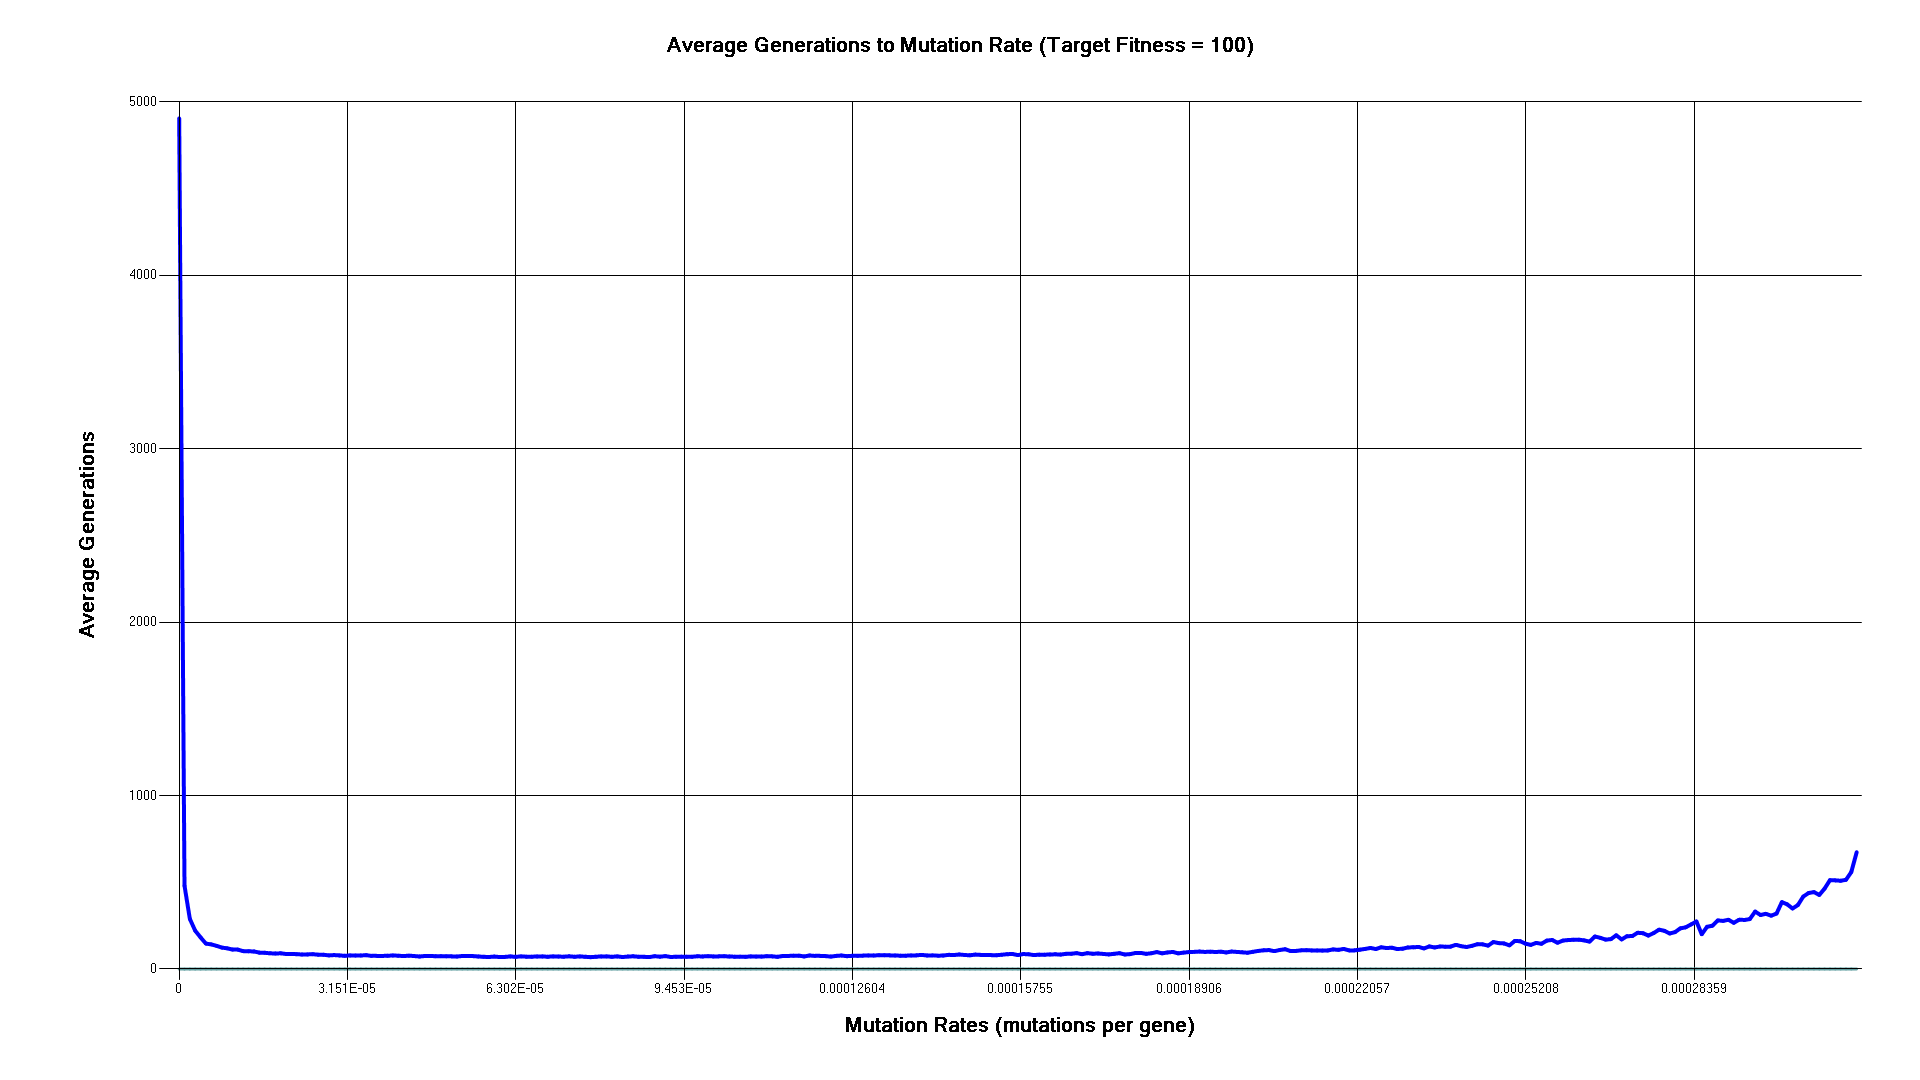 Average Generations to Mutation Rate (Target Fitness = 100)
5000
4000
3000
2000
1000
0
Average Generations
0 3.151E-05 6.302E-05 9.453E-05 0.00012604 0.00015755 0.00018906 0.00022057 0.00025208 0.00028359
Mutation Rates (mutations per gene)